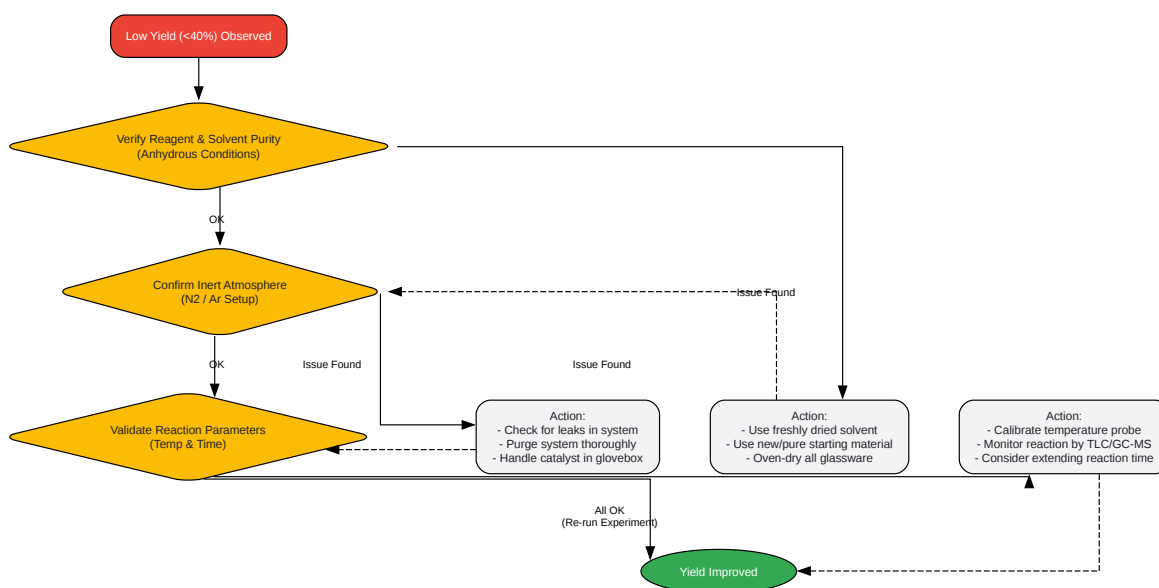 Low Yield (<40%) Observed
Verify Reagent & Solvent Purity
(Anhydrous Conditions)
OK
Confirm Inert Atmosphere
(N2 / Ar Setup)
Issue Found
OK
Issue Found
Issue Found
Validate Reaction Parameters
(Temp & Time)
Action:
- Check for leaks in system
- Purge system thoroughly
- Handle catalyst in glovebox
Action:
- Use freshly dried solvent
- Use new/pure starting material
- Oven-dry all glassware
Action:
- Calibrate temperature probe
- Monitor reaction by TLC/GC-MS
- Consider extending reaction time
All OK
(Re-run Experiment)
Yield Improved